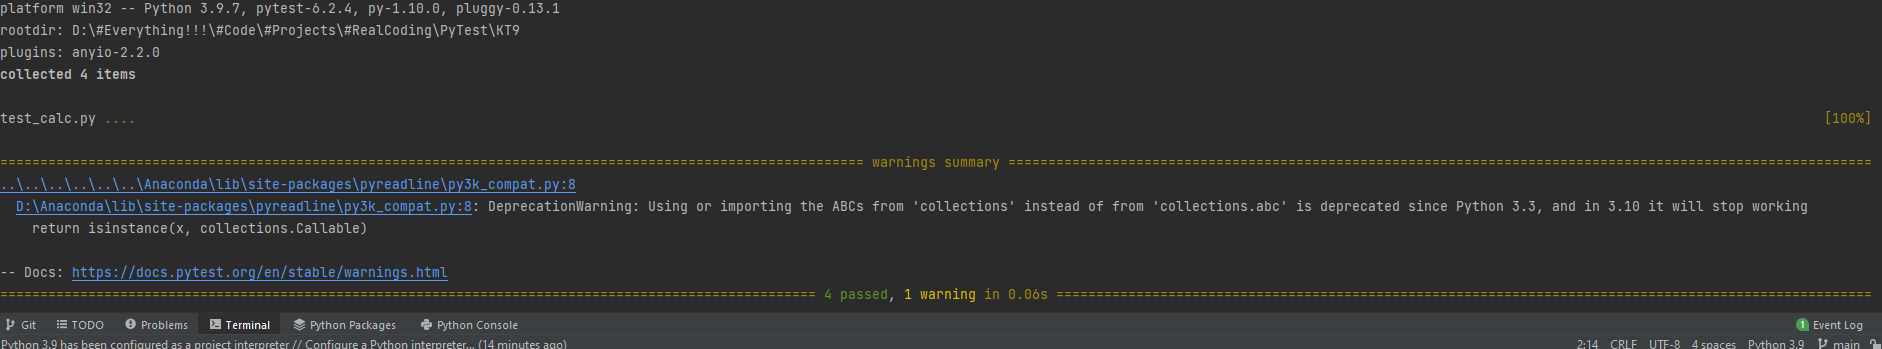 platform win32 -- Python 3.9.7, pytest-6.2.4, py-1.10.0, pluggy-0.13.1
rootdir: D:\#Everything!!!\#Code\#Projects\#RealCoding\PyTest\KT9
plugins: anyio-2.2.0
collected 4 items
test_calc.py .... [100%]
============================================================================================================ warnings summary ============================================================================================================
..\..\..\..\..\..\Anaconda\lib\site-packages\pyreadline\py3k_compat.py:8
D:\Anaconda\lib\site-packages\pyreadline\py3k_compat.py:8: DeprecationWarning: Using or importing the ABCs from 'collections' instead of from 'collections.abc' is deprecated since Python 3.3, and in 3.10 it will stop working
return isinstance(x, collections.Callable)
-- Docs: https://docs.pytest.org/en/stable/warnings.html
====================================================================================================== 4 passed, 1 warning in 0.06s ======================================================================================================
Git TODO Problems Terminal Python Packages Python Console 1 Event Log
Python 3.9 has been configured as a project interpreter // Configure a Python interpreter... (14 minutes ago) 2:14 CRLF UTF-8 4 spaces Python 3.9 main